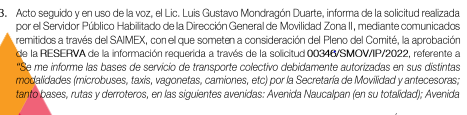 3. Acto seguido y en uso de la voz, el Lic. Luis Gustavo Mondragón Duarte, informa de la solicitud realizada
por el Servidor Público Habilitado de la Dirección General de Movilidad Zona II, mediante comunicados
remitidos a través del SAIMEX, con el que someten a consideración del Pleno del Comité, la aprobación
de la RESERVA de la información requerida a través de la solicitud 00346/SMOV/IP/2022, referente a
"Se me informe las bases de servicio de transporte colectivo debidamente autorizadas en sus distintas
modalidades (microbuses, taxis, vagonetas, camiones, etc) por la Secretaría de Movilidad y antecesoras;
tanto bases, rutas y derroteros, en las siguientes avenidas: Avenida Naucalpan (en su totalidad); Avenida